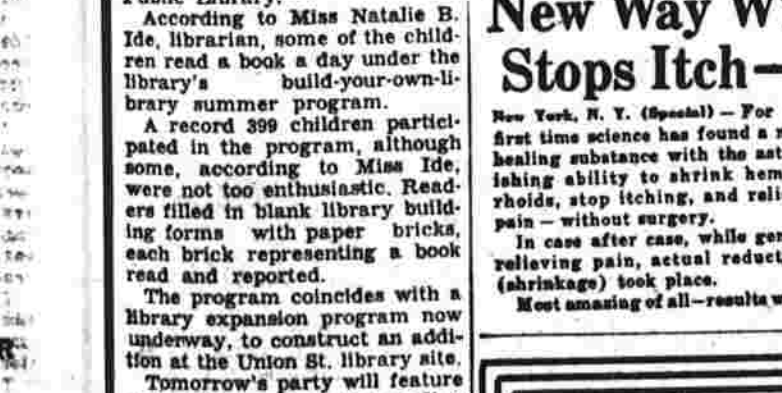 Public Library.
According to Miss Natalie B.
Ide, librarian, some of the child-
ren read a book a day under the
library's build-your-own-li-
brary summer program.
A record 399 children partici-
pated in the program, although
some, according to Miss Ide,
were not too enthusiastic. Read-
ers filled in blank library build-
ing forms with paper bricks,
each brick representing a book
read and reported.
The program coincides with a
library expansion program now
underway, to construct an addi-
tion at the Union St. library site.
Tomorrow's party will feature
New Way W
Stops Itch—
New York, N. Y. (Special) — For
first time science has found a
healing substance with the ast
ishing ability to shrink hem
rhoids, stop itching, and reli
pain — without surgery.
In case after case, while gen
relieving pain, actual reduct
(shrinkage) took place.
Most amazing of all—results w